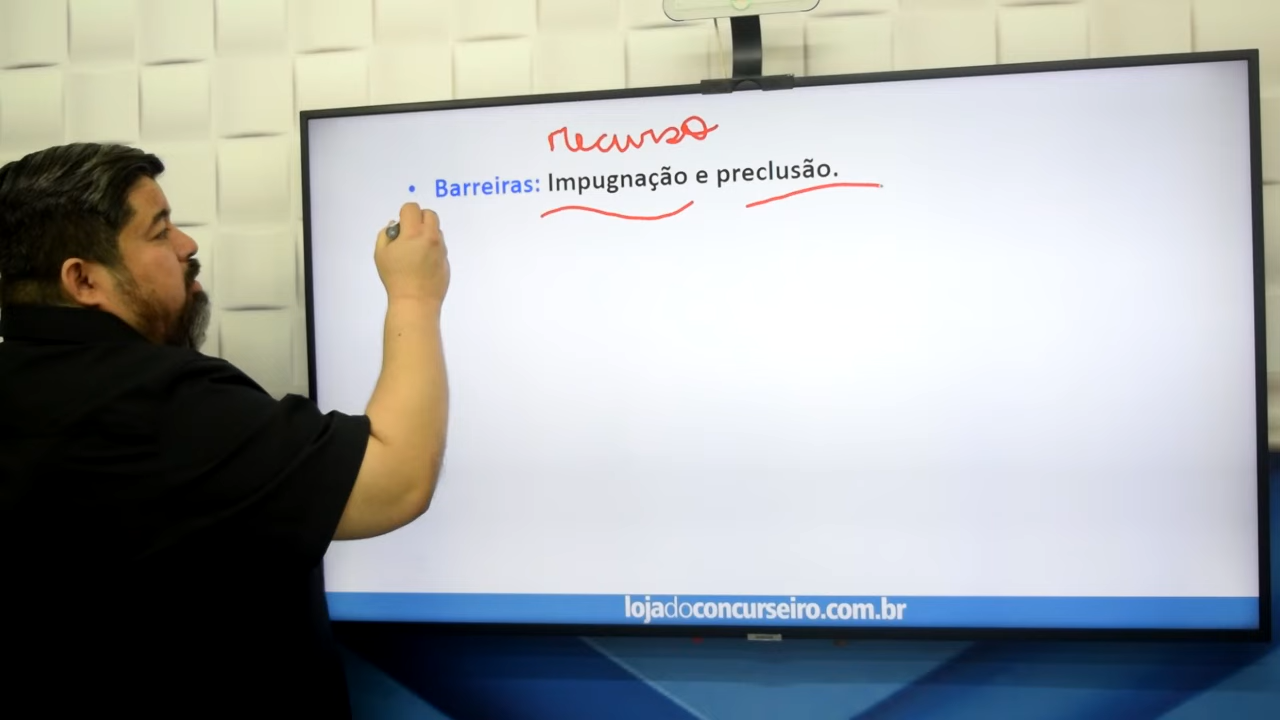 recurso
• Barreiras: Impugnação e preclusão.
lojadoconcurseiro.com.br